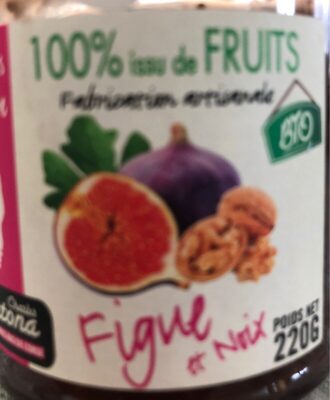 100% issu de FRUITS
Fabrication artisanale
BIO
Figue
et Noix
POIDS NET
220G